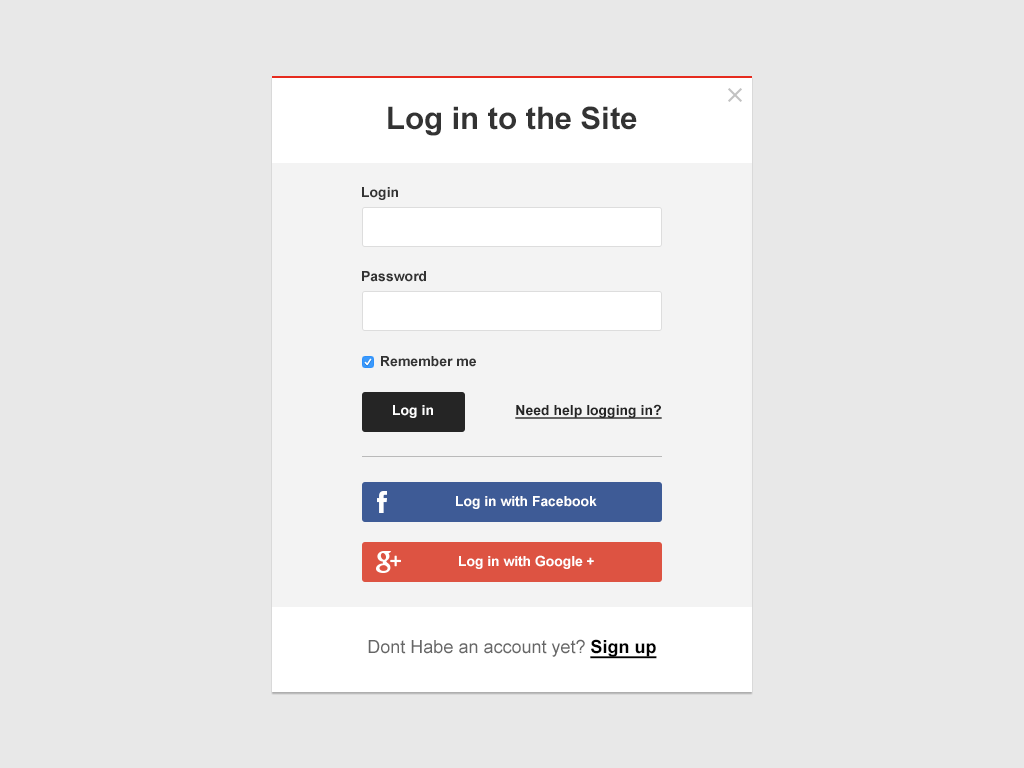 Log in to the Site
Login
Password
Remember me
Log in
Need help logging in?
f Log in with Facebook
g+ Log in with Google +
Dont Habe an account yet? Sign up